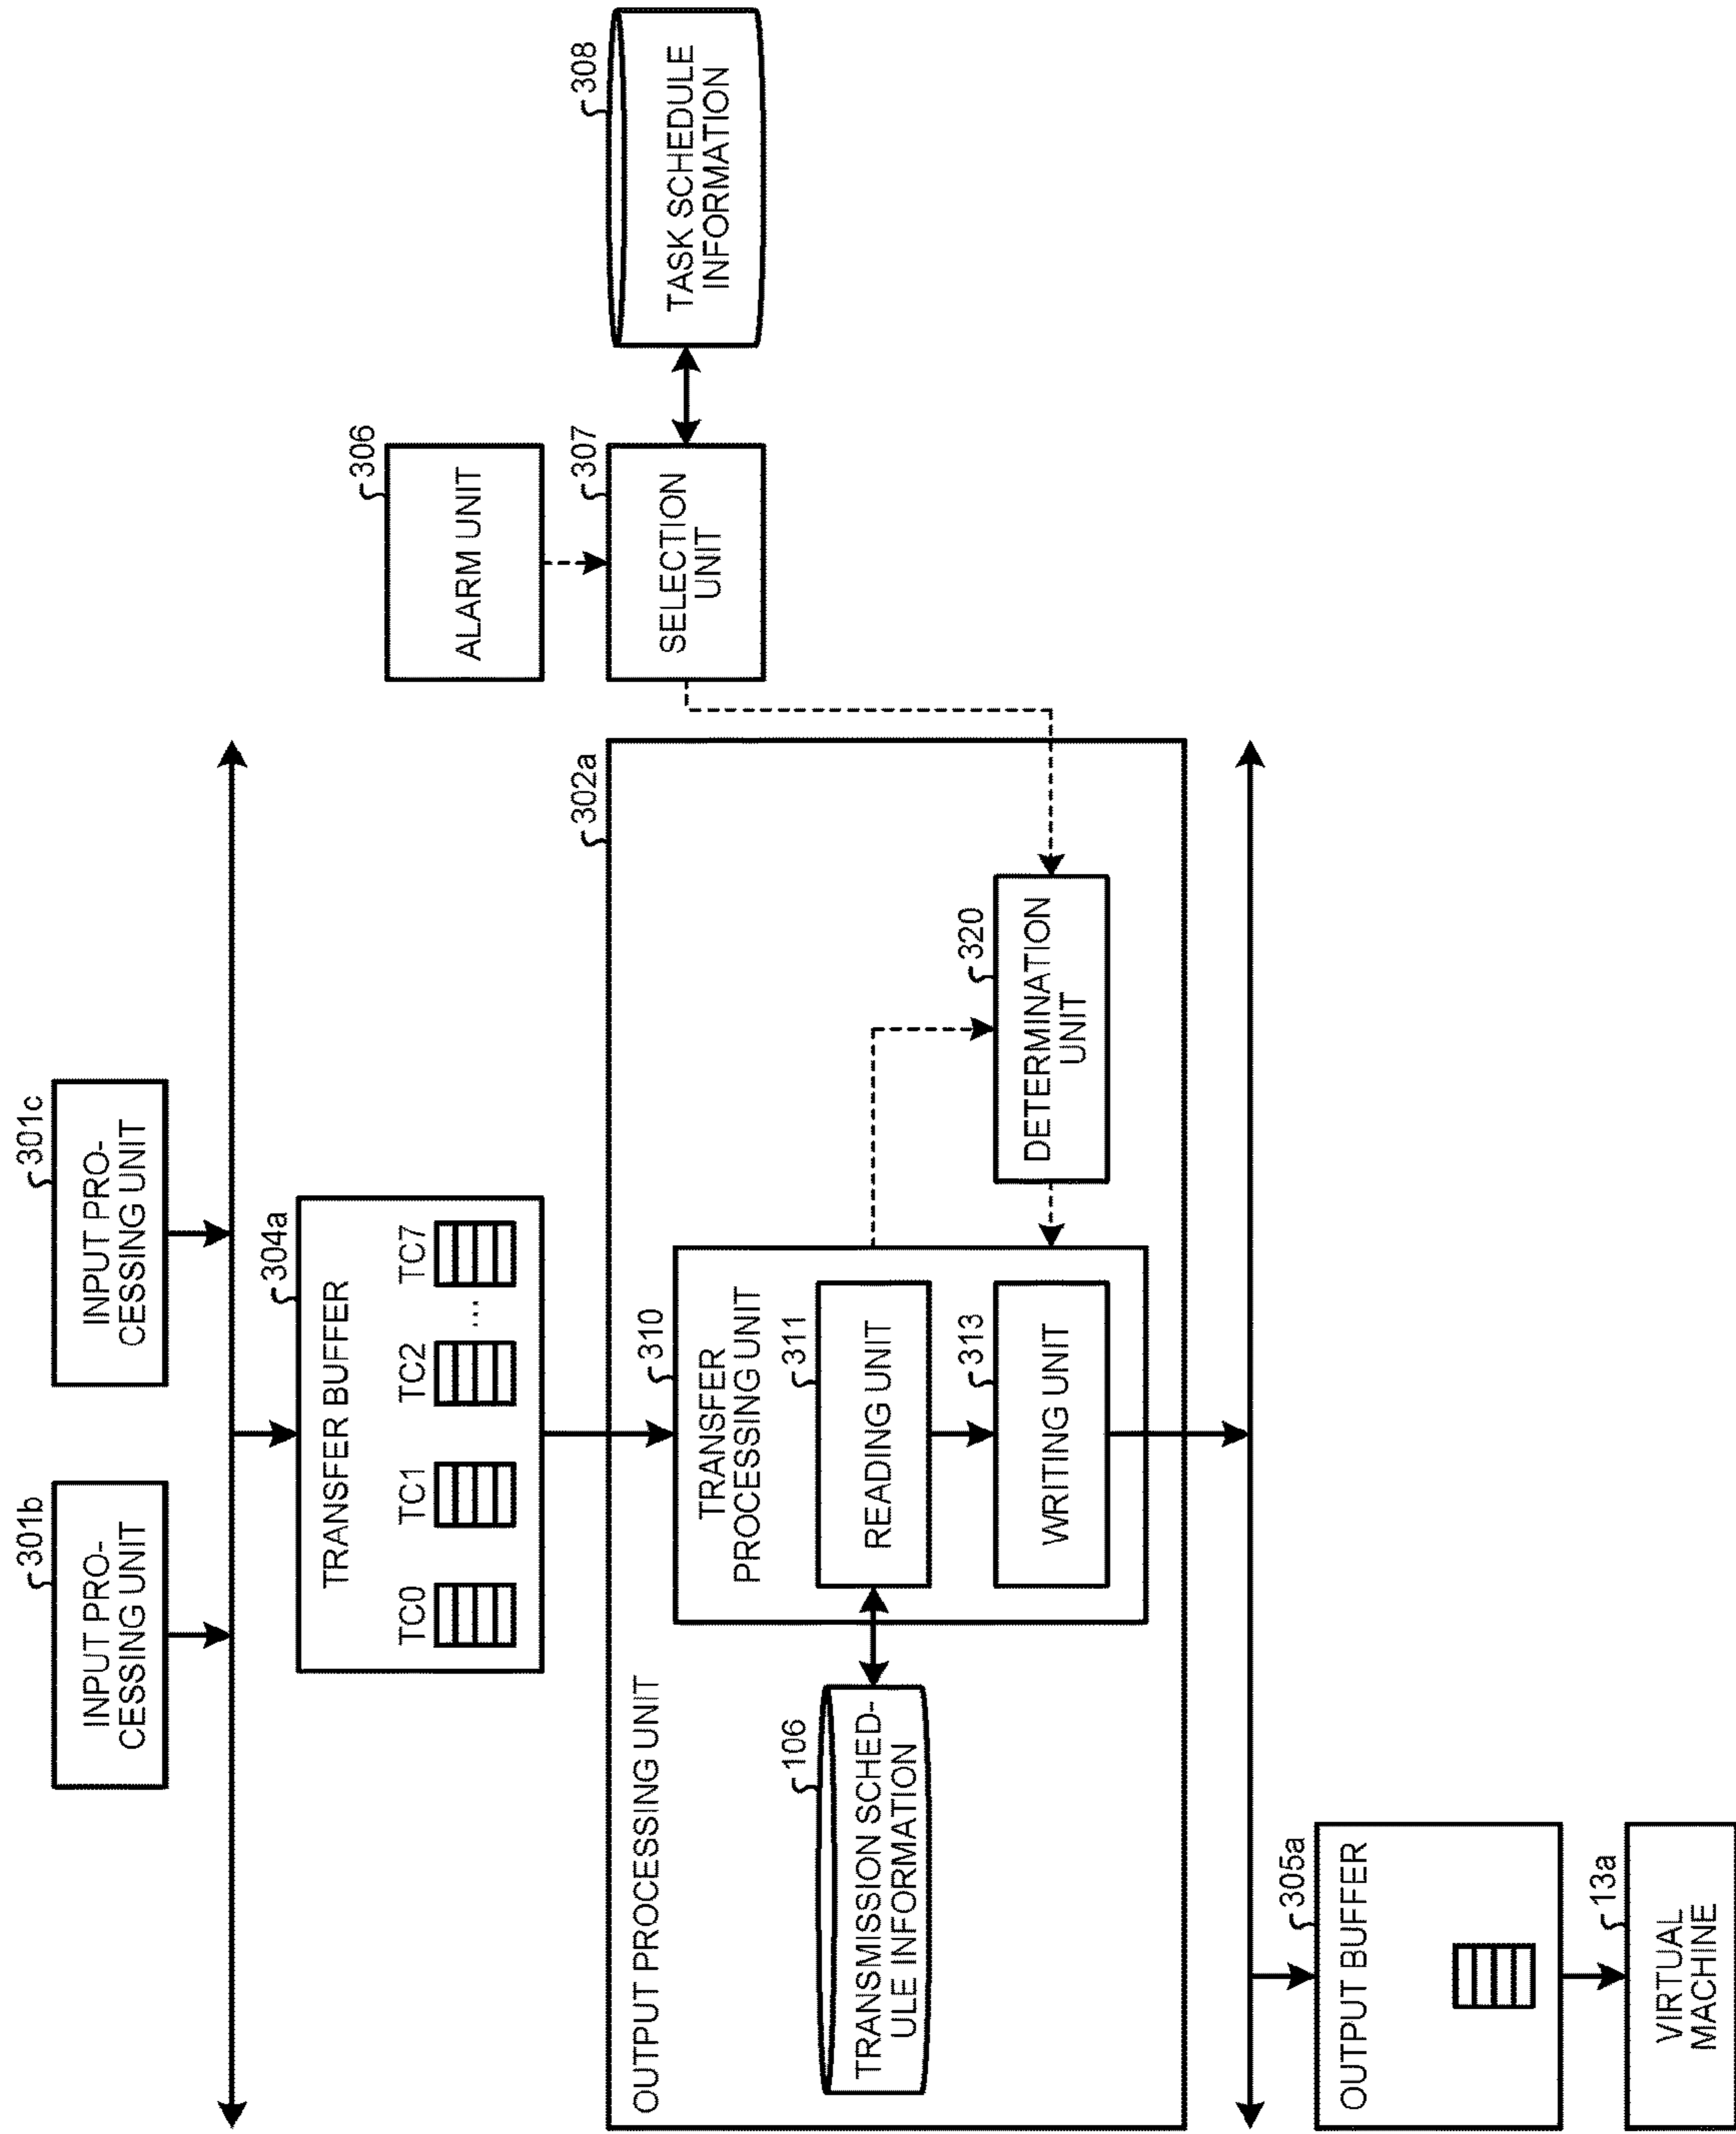 301b
INPUT PRO-
CESSING UNIT
301c
INPUT PRO-
CESSING UNIT
304a
TRANSFER BUFFER
TC0
TC1
TC2
...
TC7
306
ALARM UNIT
302a
OUTPUT PROCESSING UNIT
307
SELECTION
UNIT
308
TASK SCHEDULE
INFORMATION
310
TRANSFER
PROCESSING UNIT
106
TRANSMISSION SCHED-
ULE INFORMATION
311
READING UNIT
313
WRITING UNIT
320
DETERMINATION
UNIT
305a
OUTPUT BUFFER
13a
VIRTUAL
MACHINE